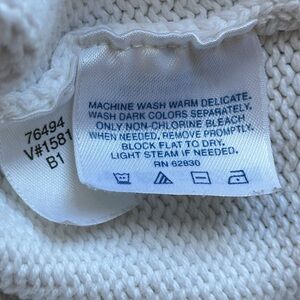 76494
V#1581
B1
MACHINE WASH WARM DELICATE.
WASH DARK COLORS SEPARATELY.
ONLY NON-CHLORINE BLEACH
WHEN NEEDED. REMOVE PROMPTLY.
BLOCK FLAT TO DRY.
LIGHT STEAM IF NEEDED.
RN 62830